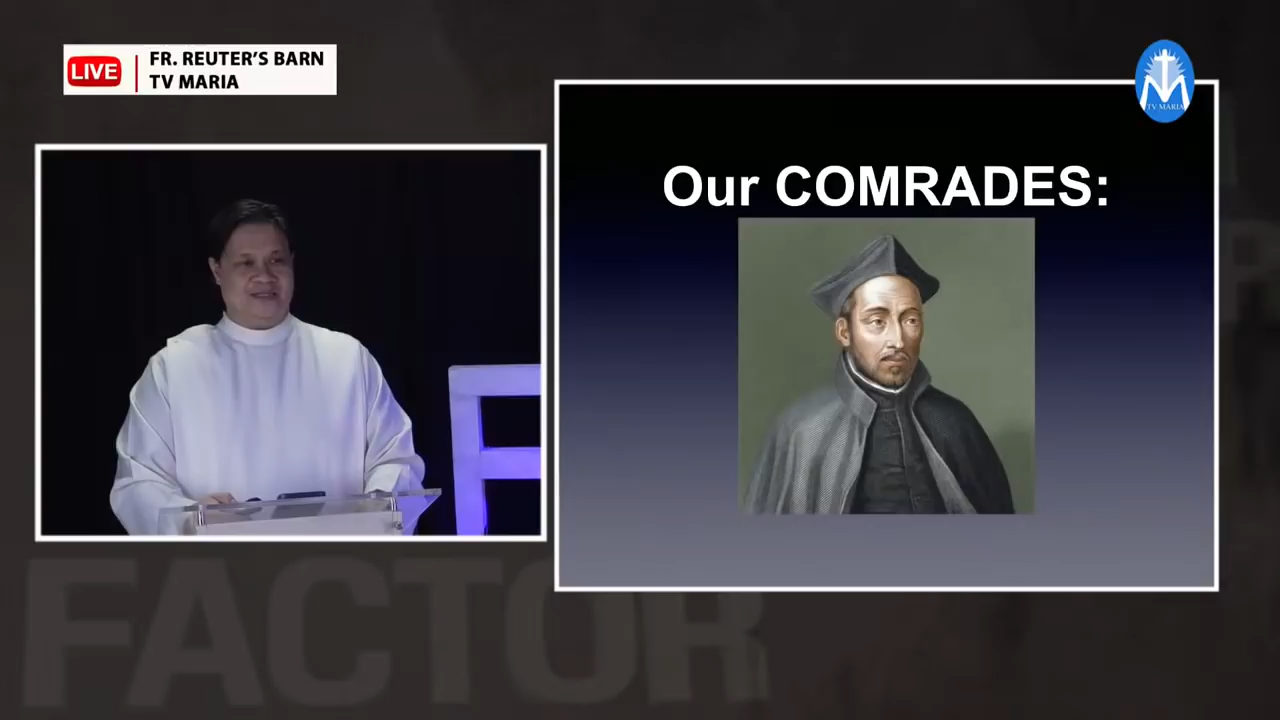 LIVE
FR. REUTER'S BARN
TV MARIA
TV MARIA
Our COMRADES:
FACTOR